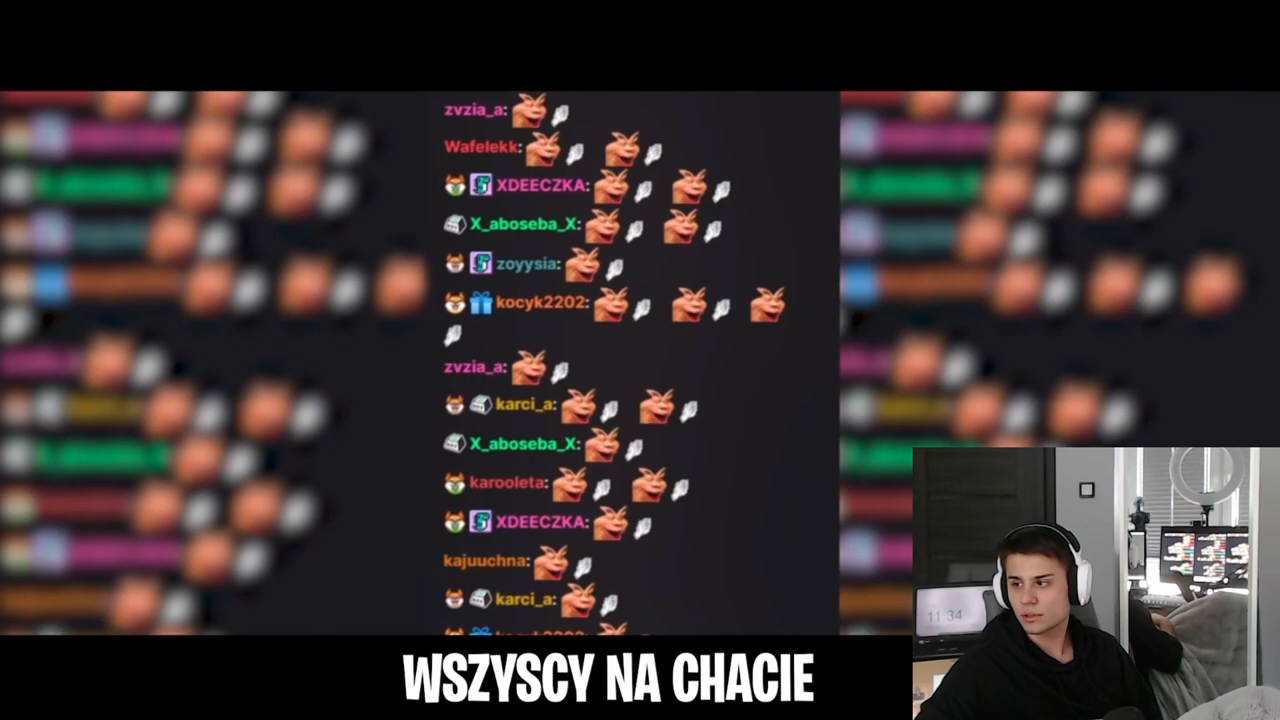 zvzia_a:
Wafelekk:
XDEECZKA:
X_aboseba_X:
zoyysia:
kocyk2202:
zvzia_a:
karci_a:
X_aboseba_X:
karooleta:
XDEECZKA:
kajuuchna:
karci_a:
11 34
WSZYSCY NA CHACIE